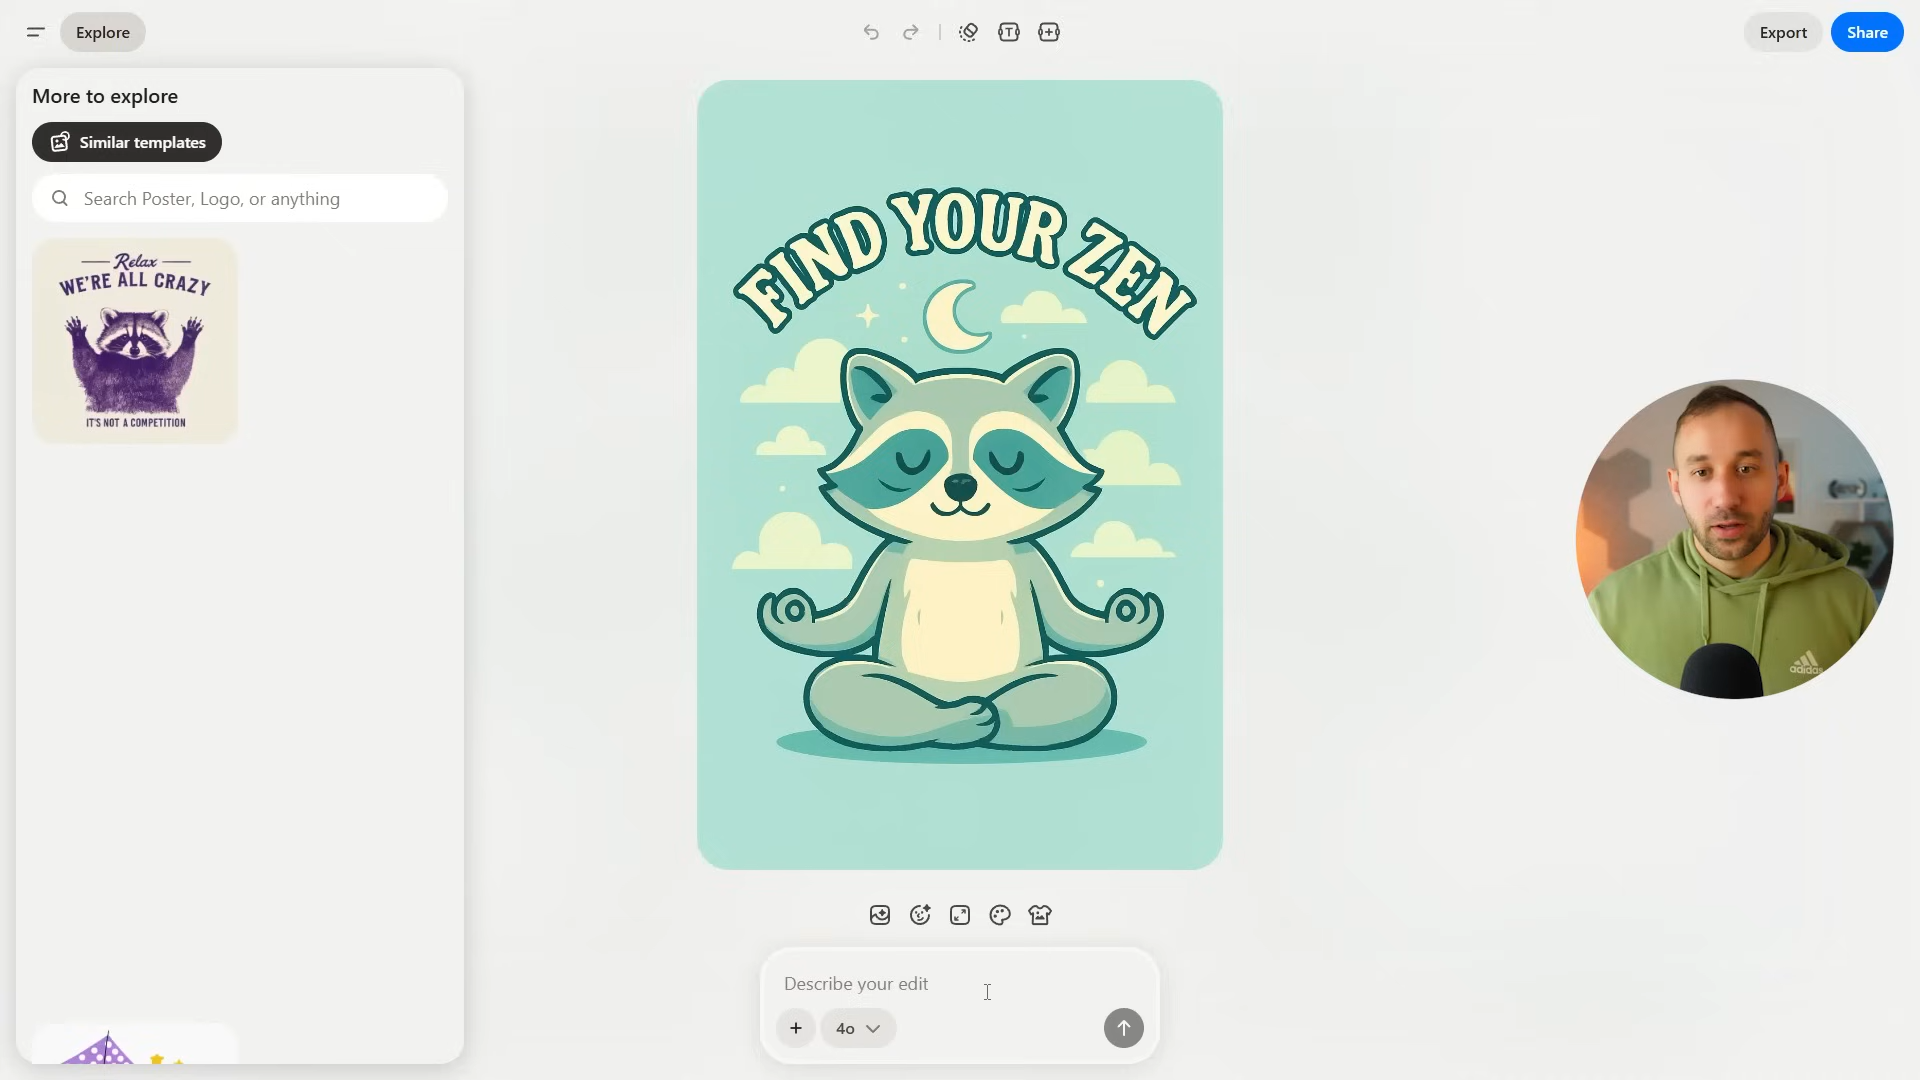 Explore
Export
Share
More to explore
Similar templates
Search Poster, Logo, or anything
Relax
WE'RE ALL CRAZY
IT'S NOT A COMPETITION
FIND YOUR ZEN
adidas
Describe your edit
4o